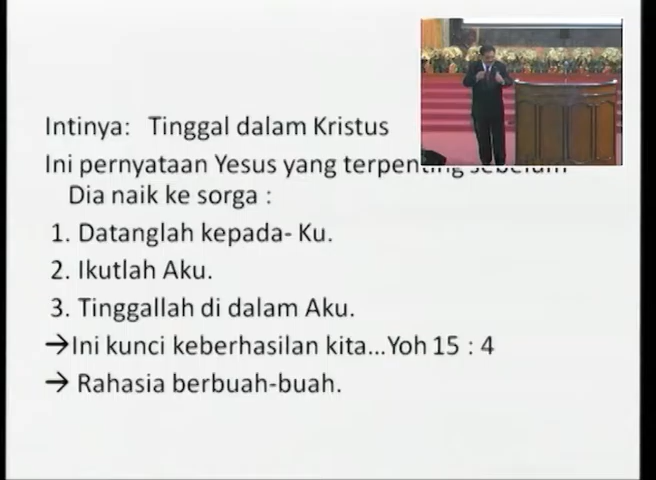 Intinya: Tinggal dalam Kristus
Ini pernyataan Yesus yang terpenting sebelum
Dia naik ke sorga :
1. Datanglah kepada- Ku.
2. Ikutlah Aku.
3. Tinggallah di dalam Aku.
→Ini kunci keberhasilan kita...Yoh 15 : 4
→ Rahasia berbuah-buah.